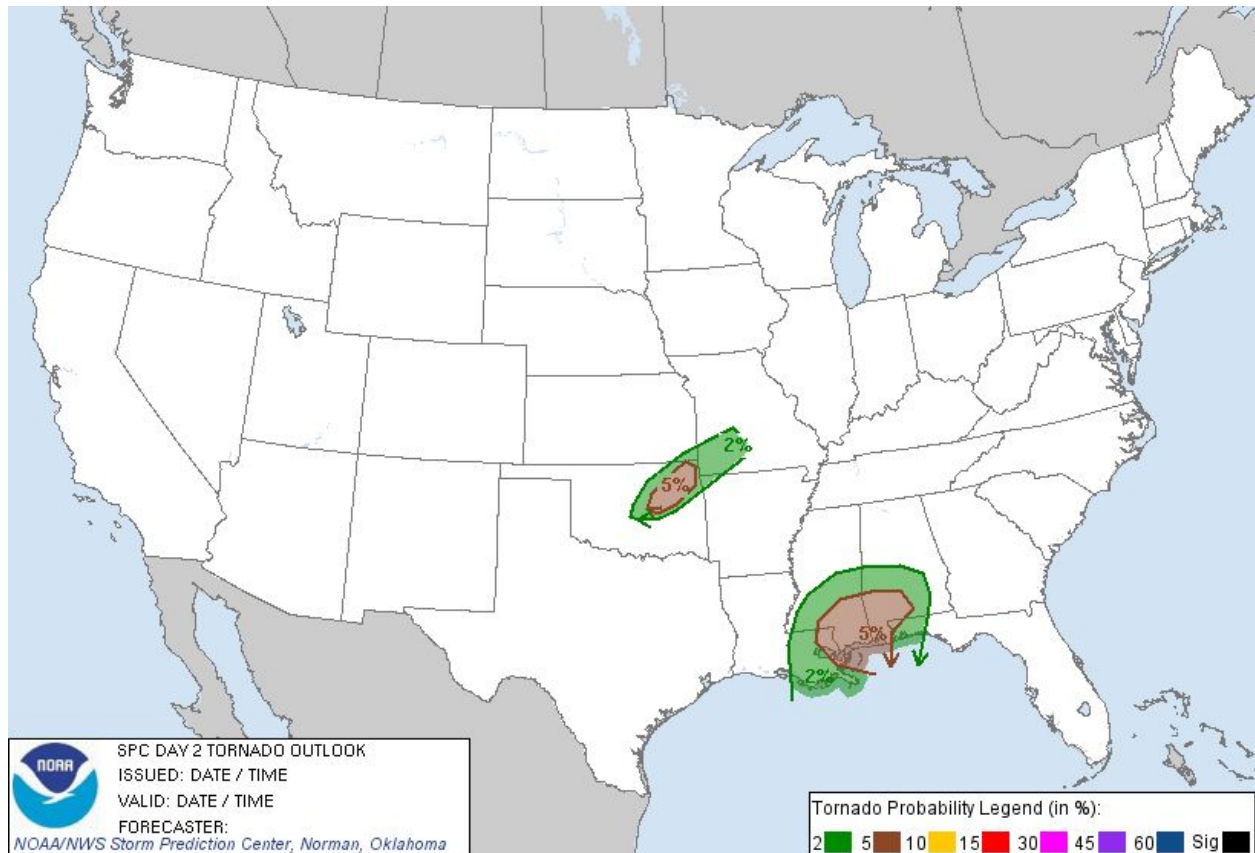 2%
5%
5%
2%
NOAA
SPC DAY 2 TORNADO OUTLOOK
ISSUED: DATE / TIME
VALID: DATE / TIME
FORECASTER:
NOAA/NWS Storm Prediction Center, Norman, Oklahoma
Tornado Probability Legend (in %):
2 5 10 15 30 45 60 Sig